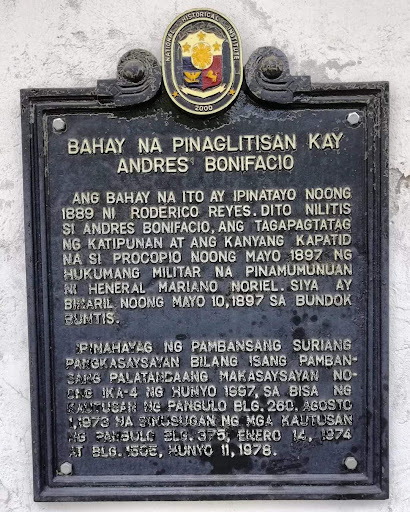 NATIONAL HISTORICAL INSTITUTE
2000
BAHAY NA PINAGLITISAN KAY
ANDRES BONIFACIO
ANG BAHAY NA ITO AY IPINATAYO NOONG
1889 NI RODERICO REYES. DITO NILITIS
SI ANDRES BONIFACIO, ANG TAGAPAGTATAG
NG KATIPUNAN AT ANG KANYANG KAPATID
NA SI PROCOPIO NOONG MAYO 1897 NG
HUKUMANG MILITAR NA PINAMUMUNUAN
NI HENERAL MARIANO NORIEL. SIYA AY
BINARIL NOONG MAYO 10, 1897 SA BUNDOK
BUNTIS.
IPINAHAYAG NG PAMBANSANG SURIANG
PANGKASAYSAYAN BILANG ISANG PAMBAN-
SANG PALATANDAANG MAKASAYSAYAN NO-
ONG IKA-4 NG HUNYO 1997, SA BISA NG
KAUTUSAN NG PANGULO BLG. 260, AGOSTO
1, 1973 NA SINUSUGAN NG MGA KAUTUSAN
NG PANGULO BLG. 375, ENERO 14, 1974
AT BLG. 1505, HUNYO 11, 1978.